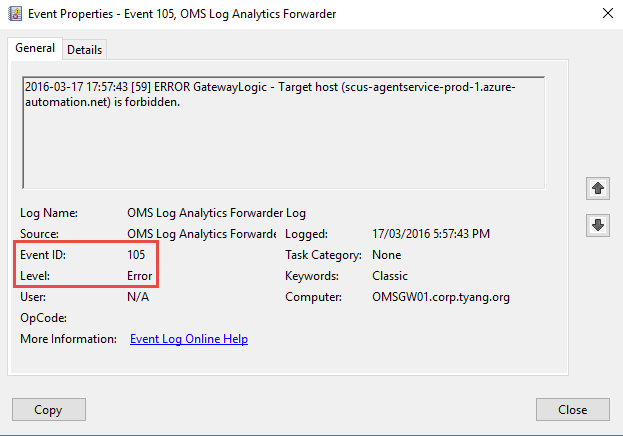 Event Properties - Event 105, OMS Log Analytics Forwarder
General Details
2016-03-17 17:57:43 [59] ERROR GatewayLogic - Target host (scus-agentservice-prod-1.azure-
automation.net) is forbidden.
Log Name: OMS Log Analytics Forwarder Log
Source: OMS Log Analytics Forwarde Logged: 17/03/2016 5:57:43 PM
Event ID: 105 Task Category: None
Level: Error Keywords: Classic
User: N/A Computer: OMSGW01.corp.tyang.org
OpCode:
More Information: Event Log Online Help
Copy Close